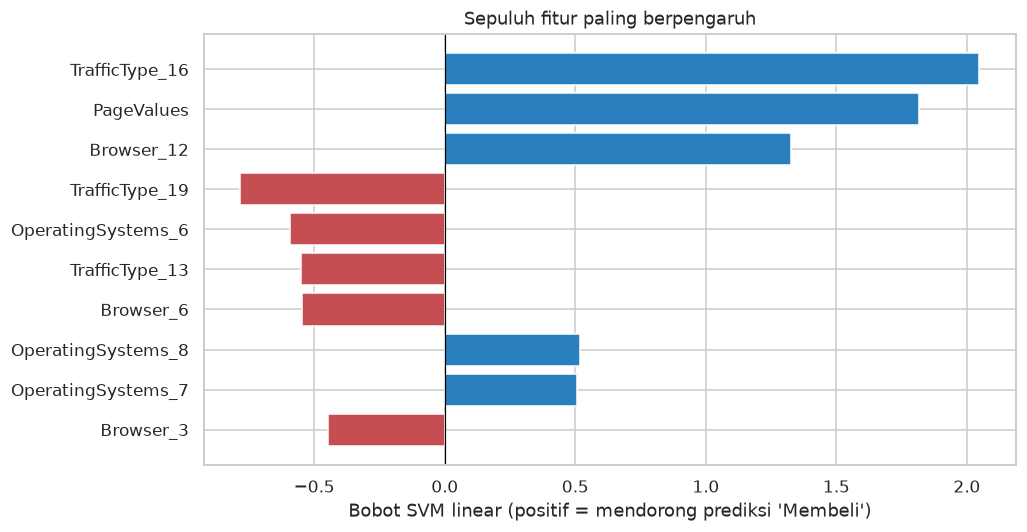 Sepuluh fitur paling berpengaruh
TrafficType_16
PageValues
Browser_12
TrafficType_19
OperatingSystems_6
TrafficType_13
Browser_6
OperatingSystems_8
OperatingSystems_7
Browser_3
−0.5 0.0 0.5 1.0 1.5 2.0
Bobot SVM linear (positif = mendorong prediksi 'Membeli')